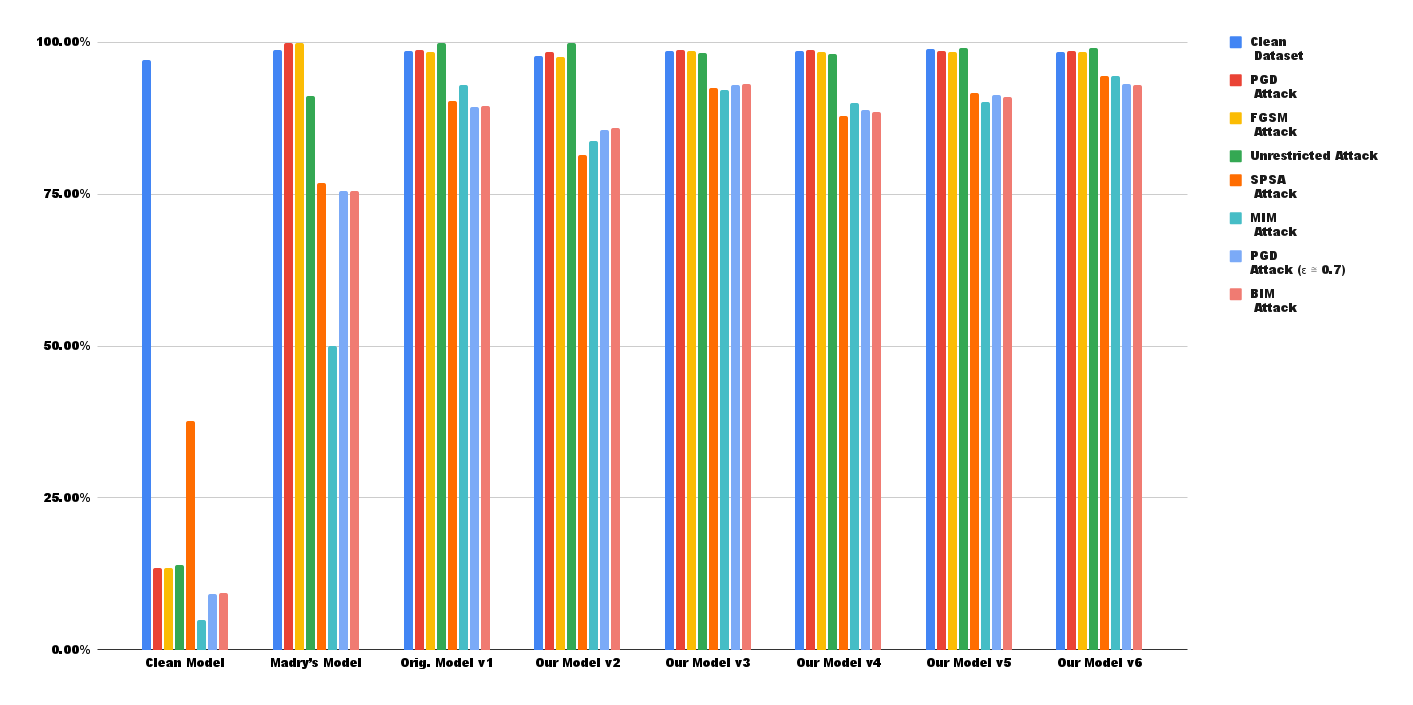 100.00%
75.00%
50.00%
25.00%
0.00%
Clean Model
Madry's Model
Orig. Model v1
Our Model v2
Our Model v3
Our Model v4
Our Model v5
Our Model v6
Clean
Dataset
PGD
Attack
FGSM
Attack
Unrestricted Attack
SPSA
Attack
MIM
Attack
PGD
Attack (ε = 0.7)
BIM
Attack